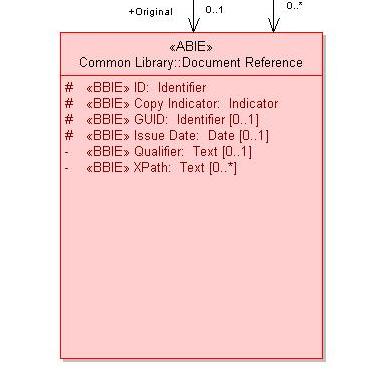 +Original 0..1 0..*
«ABIE»
Common Library::Document Reference
# «BBIE» ID: Identifier
# «BBIE» Copy Indicator: Indicator
# «BBIE» GUID: Identifier [0..1]
# «BBIE» Issue Date: Date [0..1]
- «BBIE» Qualifier: Text [0..1]
- «BBIE» XPath: Text [0..*]